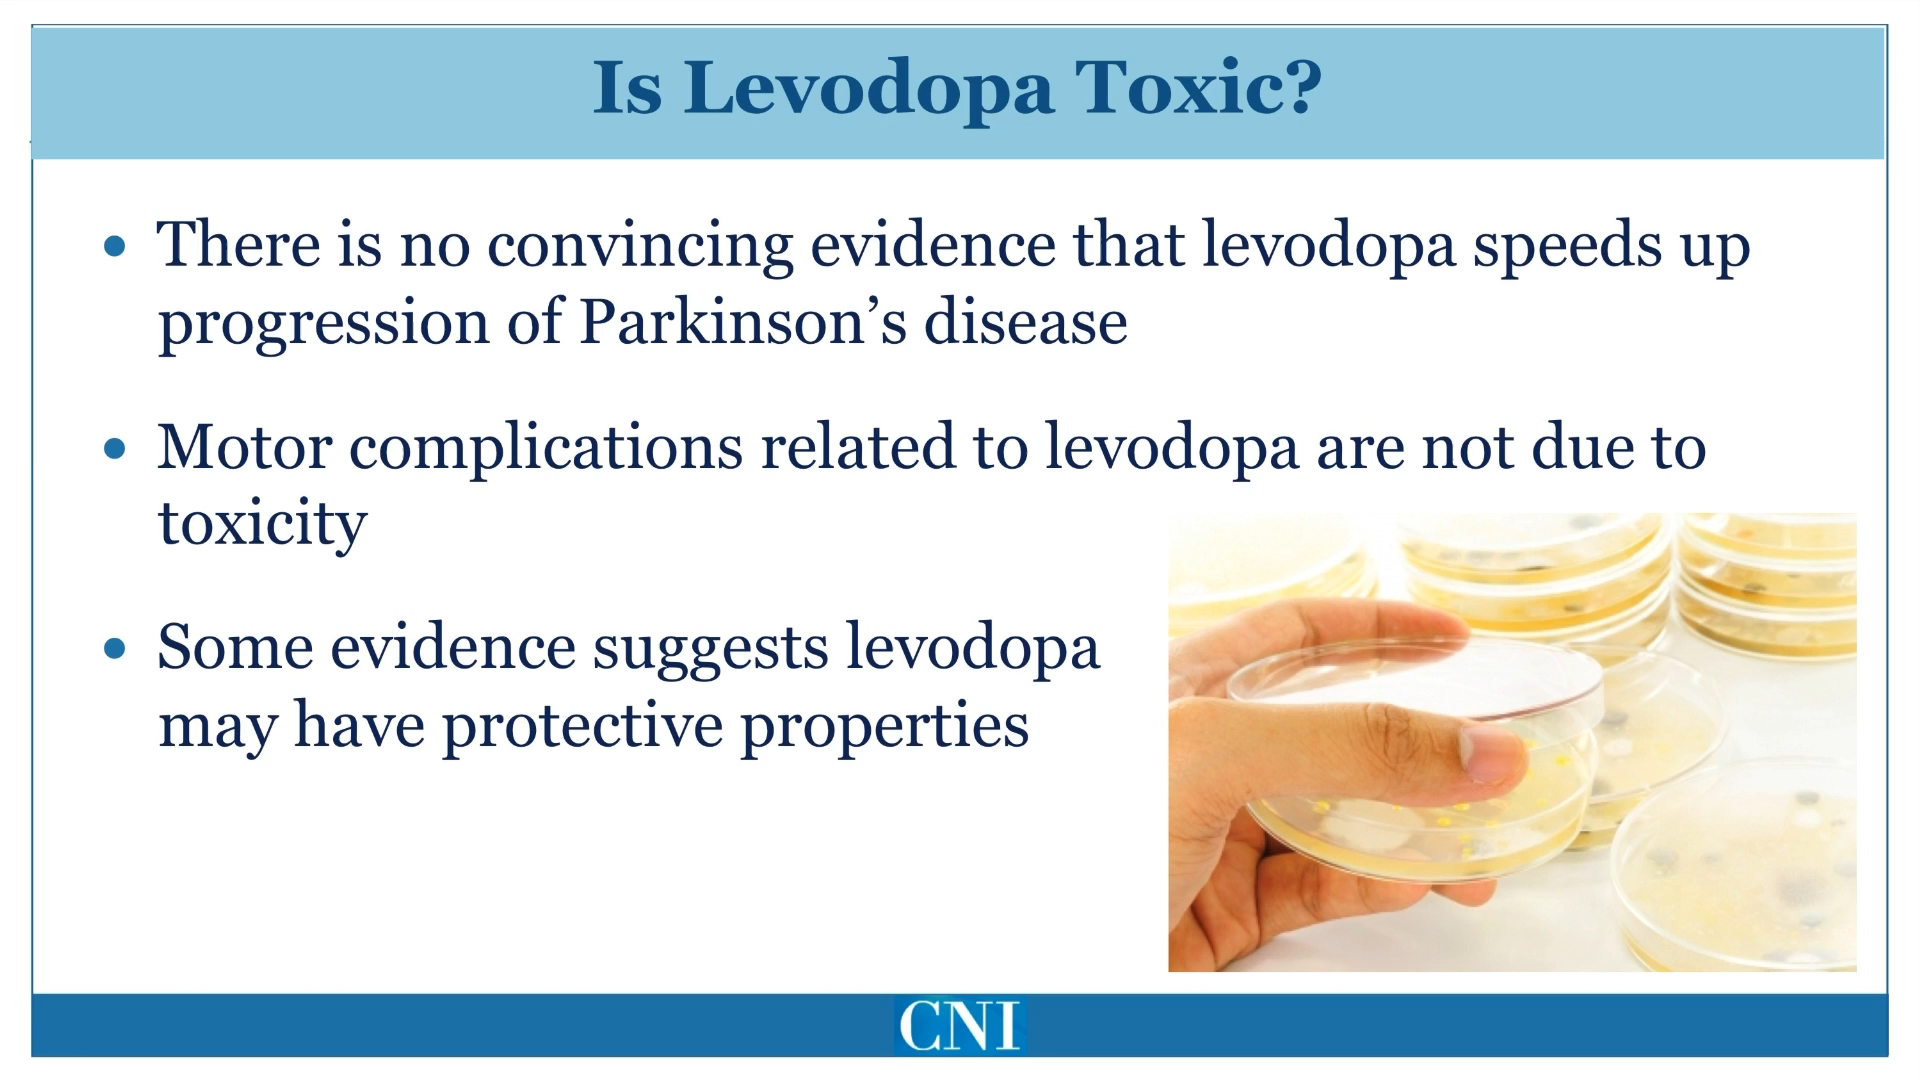 Is Levodopa Toxic?
• There is no convincing evidence that levodopa speeds up
progression of Parkinson’s disease
• Motor complications related to levodopa are not due to
toxicity
• Some evidence suggests levodopa
may have protective properties
CNI